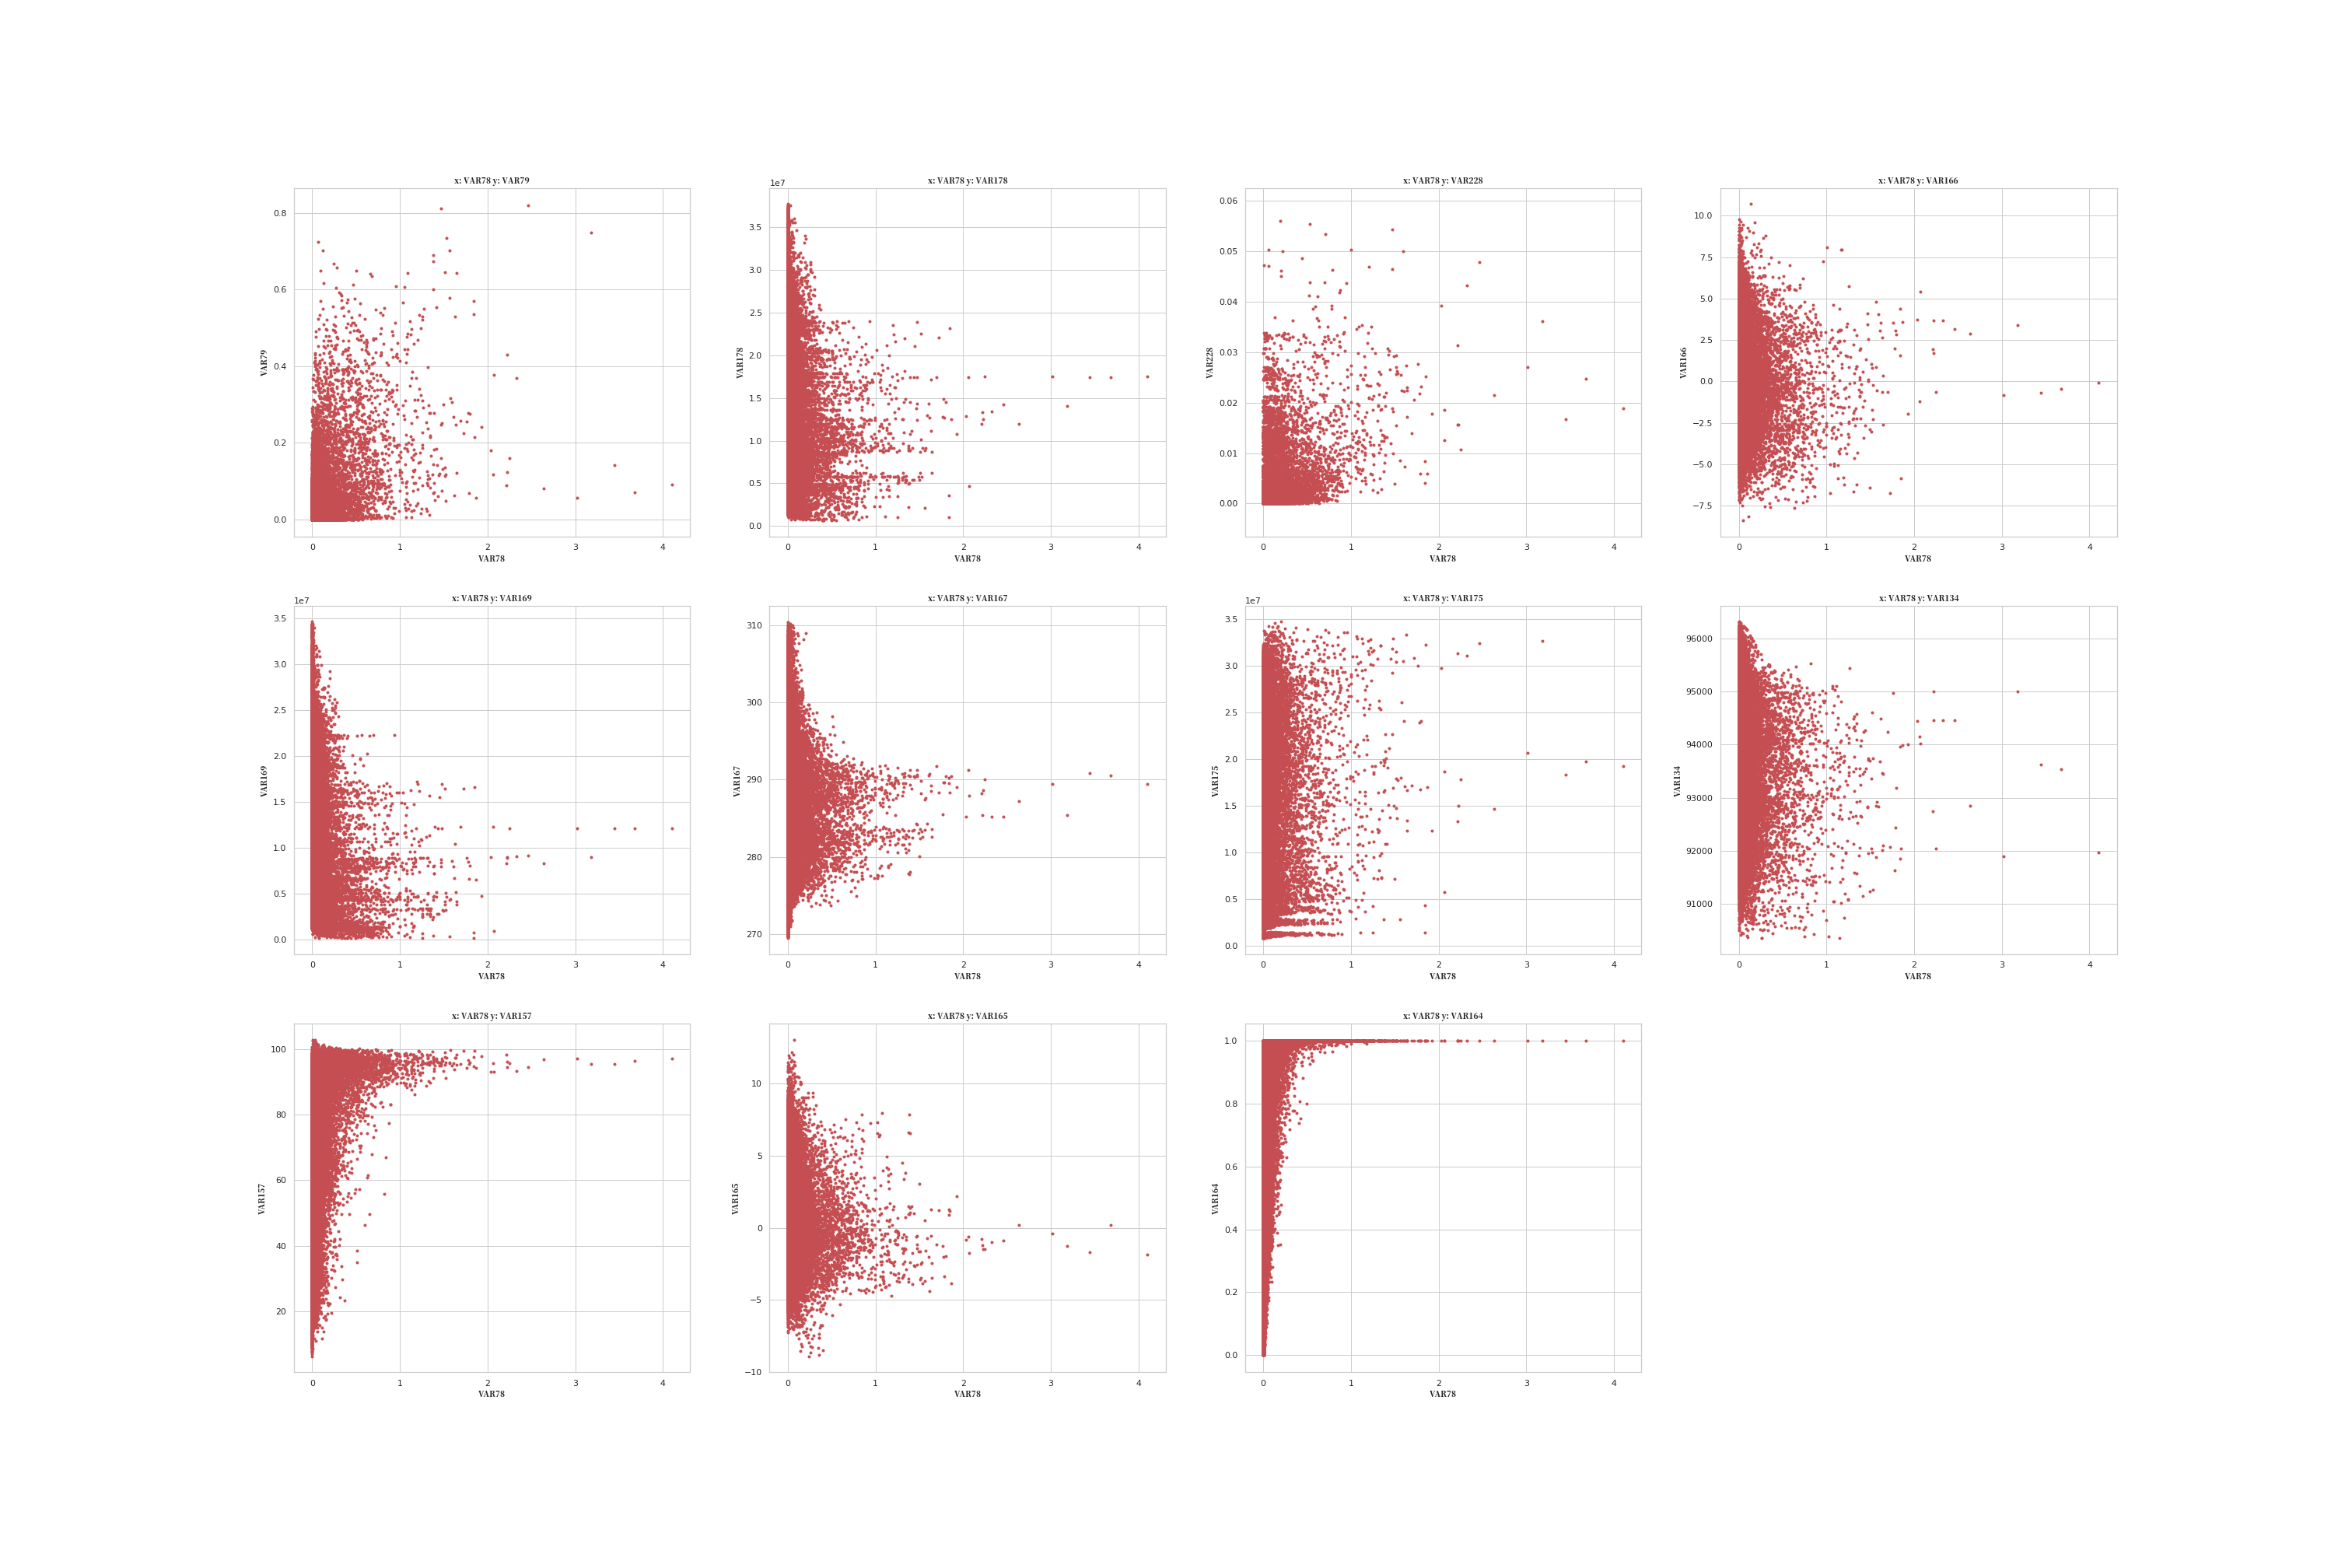 x: VAR78 y: VAR79
0.8
0.6
0.4
0.2
0.0
VAR79
0 1 2 3 4
VAR78
x: VAR78 y: VAR178
1e7
3.5
3.0
2.5
2.0
1.5
1.0
0.5
0.0
VAR178
0 1 2 3 4
VAR78
x: VAR78 y: VAR228
0.06
0.05
0.04
0.03
0.02
0.01
0.00
VAR228
0 1 2 3 4
VAR78
x: VAR78 y: VAR166
10.0
7.5
5.0
2.5
0.0
−2.5
−5.0
−7.5
VAR166
0 1 2 3 4
VAR78
x: VAR78 y: VAR169
1e7
3.5
3.0
2.5
2.0
1.5
1.0
0.5
0.0
VAR169
0 1 2 3 4
VAR78
x: VAR78 y: VAR167
310
300
290
280
270
VAR167
0 1 2 3 4
VAR78
x: VAR78 y: VAR175
1e7
3.5
3.0
2.5
2.0
1.5
1.0
0.5
0.0
VAR175
0 1 2 3 4
VAR78
x: VAR78 y: VAR134
96000
95000
94000
93000
92000
91000
VAR134
0 1 2 3 4
VAR78
x: VAR78 y: VAR157
100
80
60
40
20
VAR157
0 1 2 3 4
VAR78
x: VAR78 y: VAR165
10
5
0
−5
−10
VAR165
0 1 2 3 4
VAR78
x: VAR78 y: VAR164
1.0
0.8
0.6
0.4
0.2
0.0
VAR164
0 1 2 3 4
VAR78